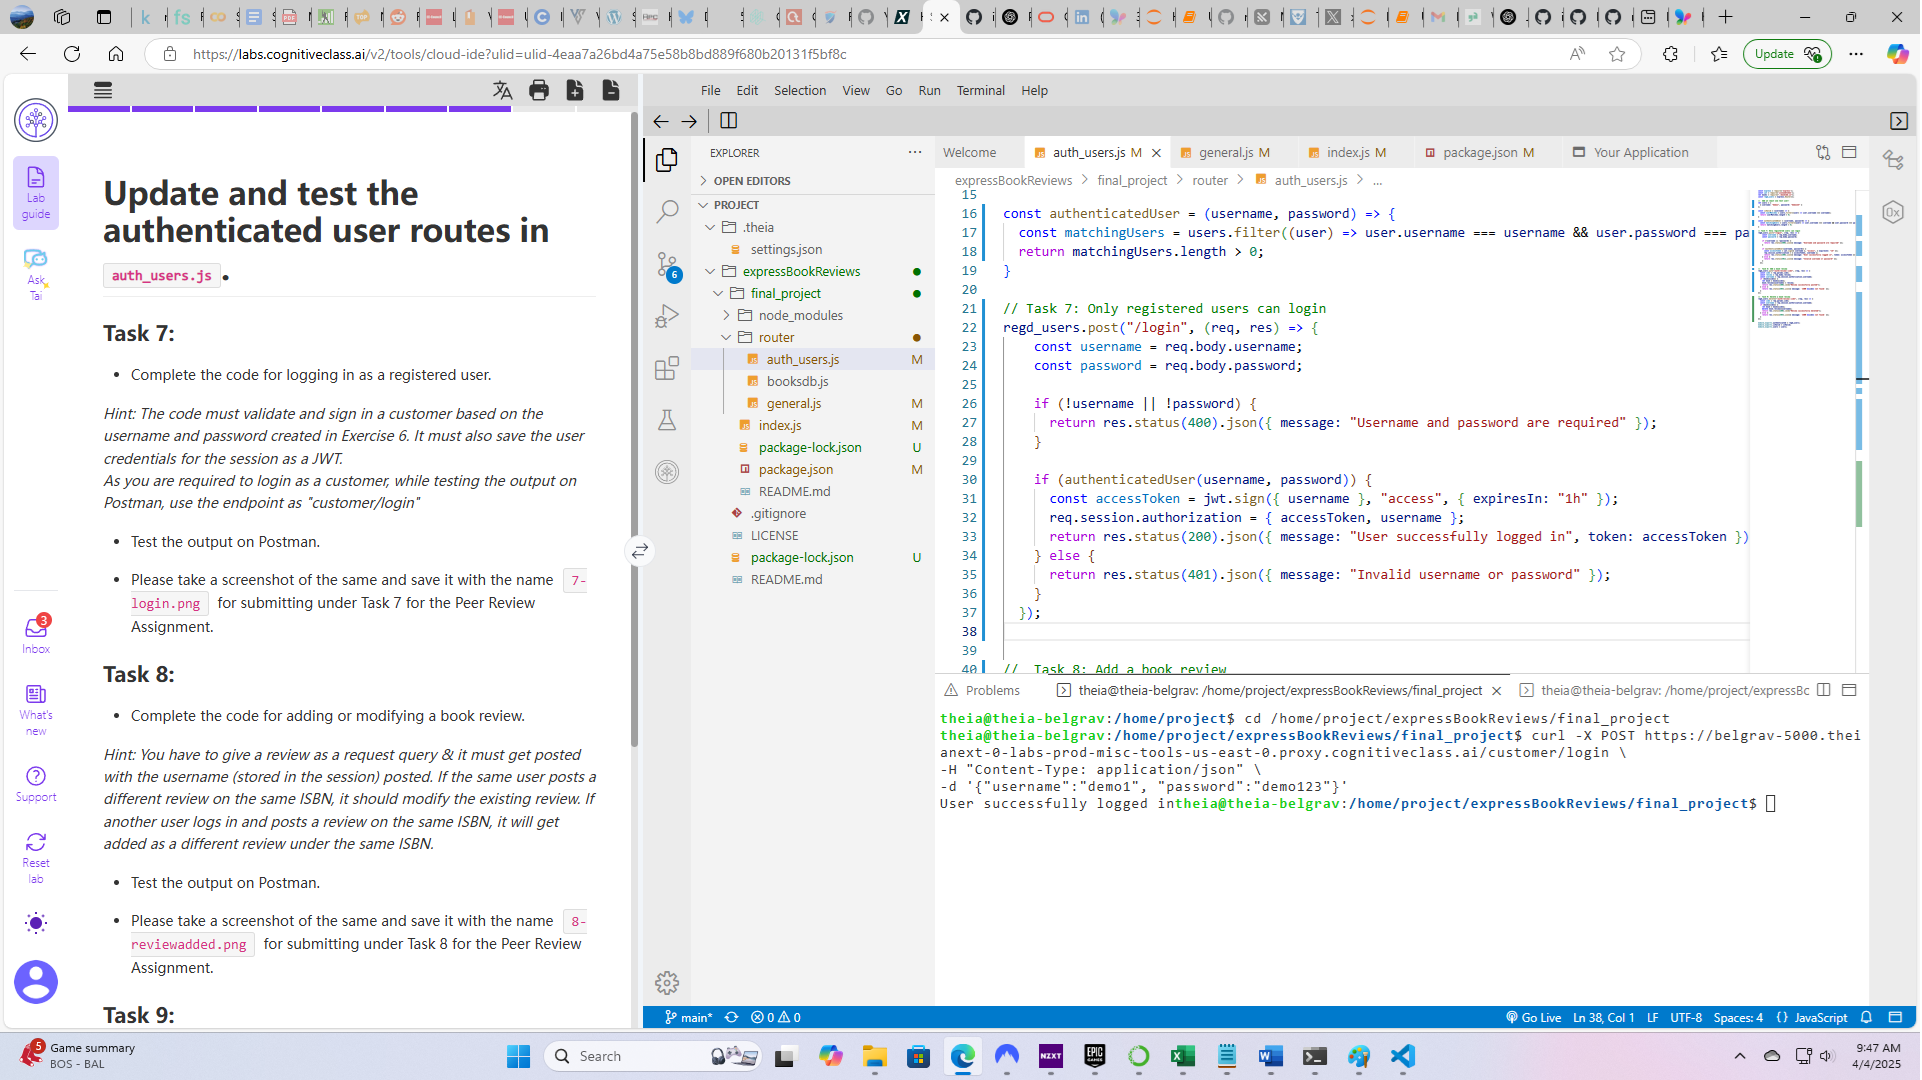 https://labs.cognitiveclass.ai/v2/tools/cloud-ide?ulid=ulid-4eaa7a26bd4a75e58b8bd889f680b20131f5bf8c
Update
Lab guide
Ask Tai
3
Inbox
What's new
Support
Reset lab
Update and test the authenticated user routes in
auth_users.js
Task 7:
Complete the code for logging in as a registered user.
Hint: The code must validate and sign in a customer based on the
username and password created in Exercise 6. It must also save the user
credentials for the session as a JWT.
As you are required to login as a customer, while testing the output on
Postman, use the endpoint as "customer/login"
Test the output on Postman.
Please take a screenshot of the same and save it with the name 7-
login.png for submitting under Task 7 for the Peer Review
Assignment.
Task 8:
Complete the code for adding or modifying a book review.
Hint: You have to give a review as a request query & it must get posted
with the username (stored in the session) posted. If the same user posts a
different review on the same ISBN, it should modify the existing review. If
another user logs in and posts a review on the same ISBN, it will get
added as a different review under the same ISBN.
Test the output on Postman.
Please take a screenshot of the same and save it with the name 8-
reviewadded.png for submitting under Task 8 for the Peer Review
Assignment.
Task 9:
File Edit Selection View Go Run Terminal Help
6
EXPLORER
OPEN EDITORS
PROJECT
.theia
settings.json
expressBookReviews
final_project
node_modules
router
auth_users.js M
booksdb.js
general.js M
index.js M
package-lock.json U
package.json M
README.md
.gitignore
LICENSE
package-lock.json U
README.md
Welcome auth_users.js M general.js M index.js M package.json M Your Application
expressBookReviews > final_project > router > auth_users.js > ...
15
16 const authenticatedUser = (username, password) => {
17 const matchingUsers = users.filter((user) => user.username === username && user.password === pa
18 return matchingUsers.length > 0;
19 }
20
21 // Task 7: Only registered users can login
22 regd_users.post("/login", (req, res) => {
23 const username = req.body.username;
24 const password = req.body.password;
25
26 if (!username || !password) {
27 return res.status(400).json({ message: "Username and password are required" });
28 }
29
30 if (authenticatedUser(username, password)) {
31 const accessToken = jwt.sign({ username }, "access", { expiresIn: "1h" });
32 req.session.authorization = { accessToken, username };
33 return res.status(200).json({ message: "User successfully logged in", token: accessToken })
34 } else {
35 return res.status(401).json({ message: "Invalid username or password" });
36 }
37 });
38
39
40 // Task 8: Add a book review
Problems theia@theia-belgrav: /home/project/expressBookReviews/final_project theia@theia-belgrav: /home/project/expressBc
theia@theia-belgrav:/home/project$ cd /home/project/expressBookReviews/final_project
theia@theia-belgrav:/home/project/expressBookReviews/final_project$ curl -X POST https://belgrav-5000.thei
anext-0-labs-prod-misc-tools-us-east-0.proxy.cognitiveclass.ai/customer/login \
-H "Content-Type: application/json" \
-d '{"username":"demo1", "password":"demo123"}'
User successfully logged intheia@theia-belgrav:/home/project/expressBookReviews/final_project$
main* 0 0 Go Live Ln 38, Col 1 LF UTF-8 Spaces: 4 {} JavaScript
5
Game summary
BOS - BAL
Search
NZXT
EPIC
9:47 AM
4/4/2025